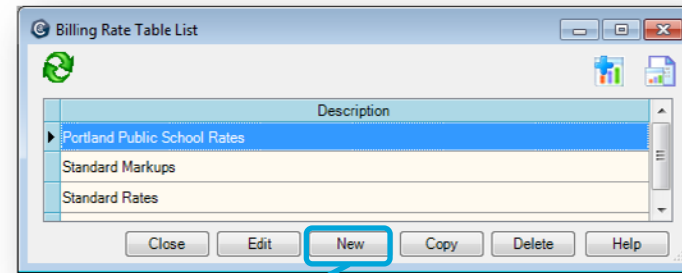 Billing Rate Table List
Description
Portland Public School Rates
Standard Markups
Standard Rates
Close Edit New Copy Delete Help